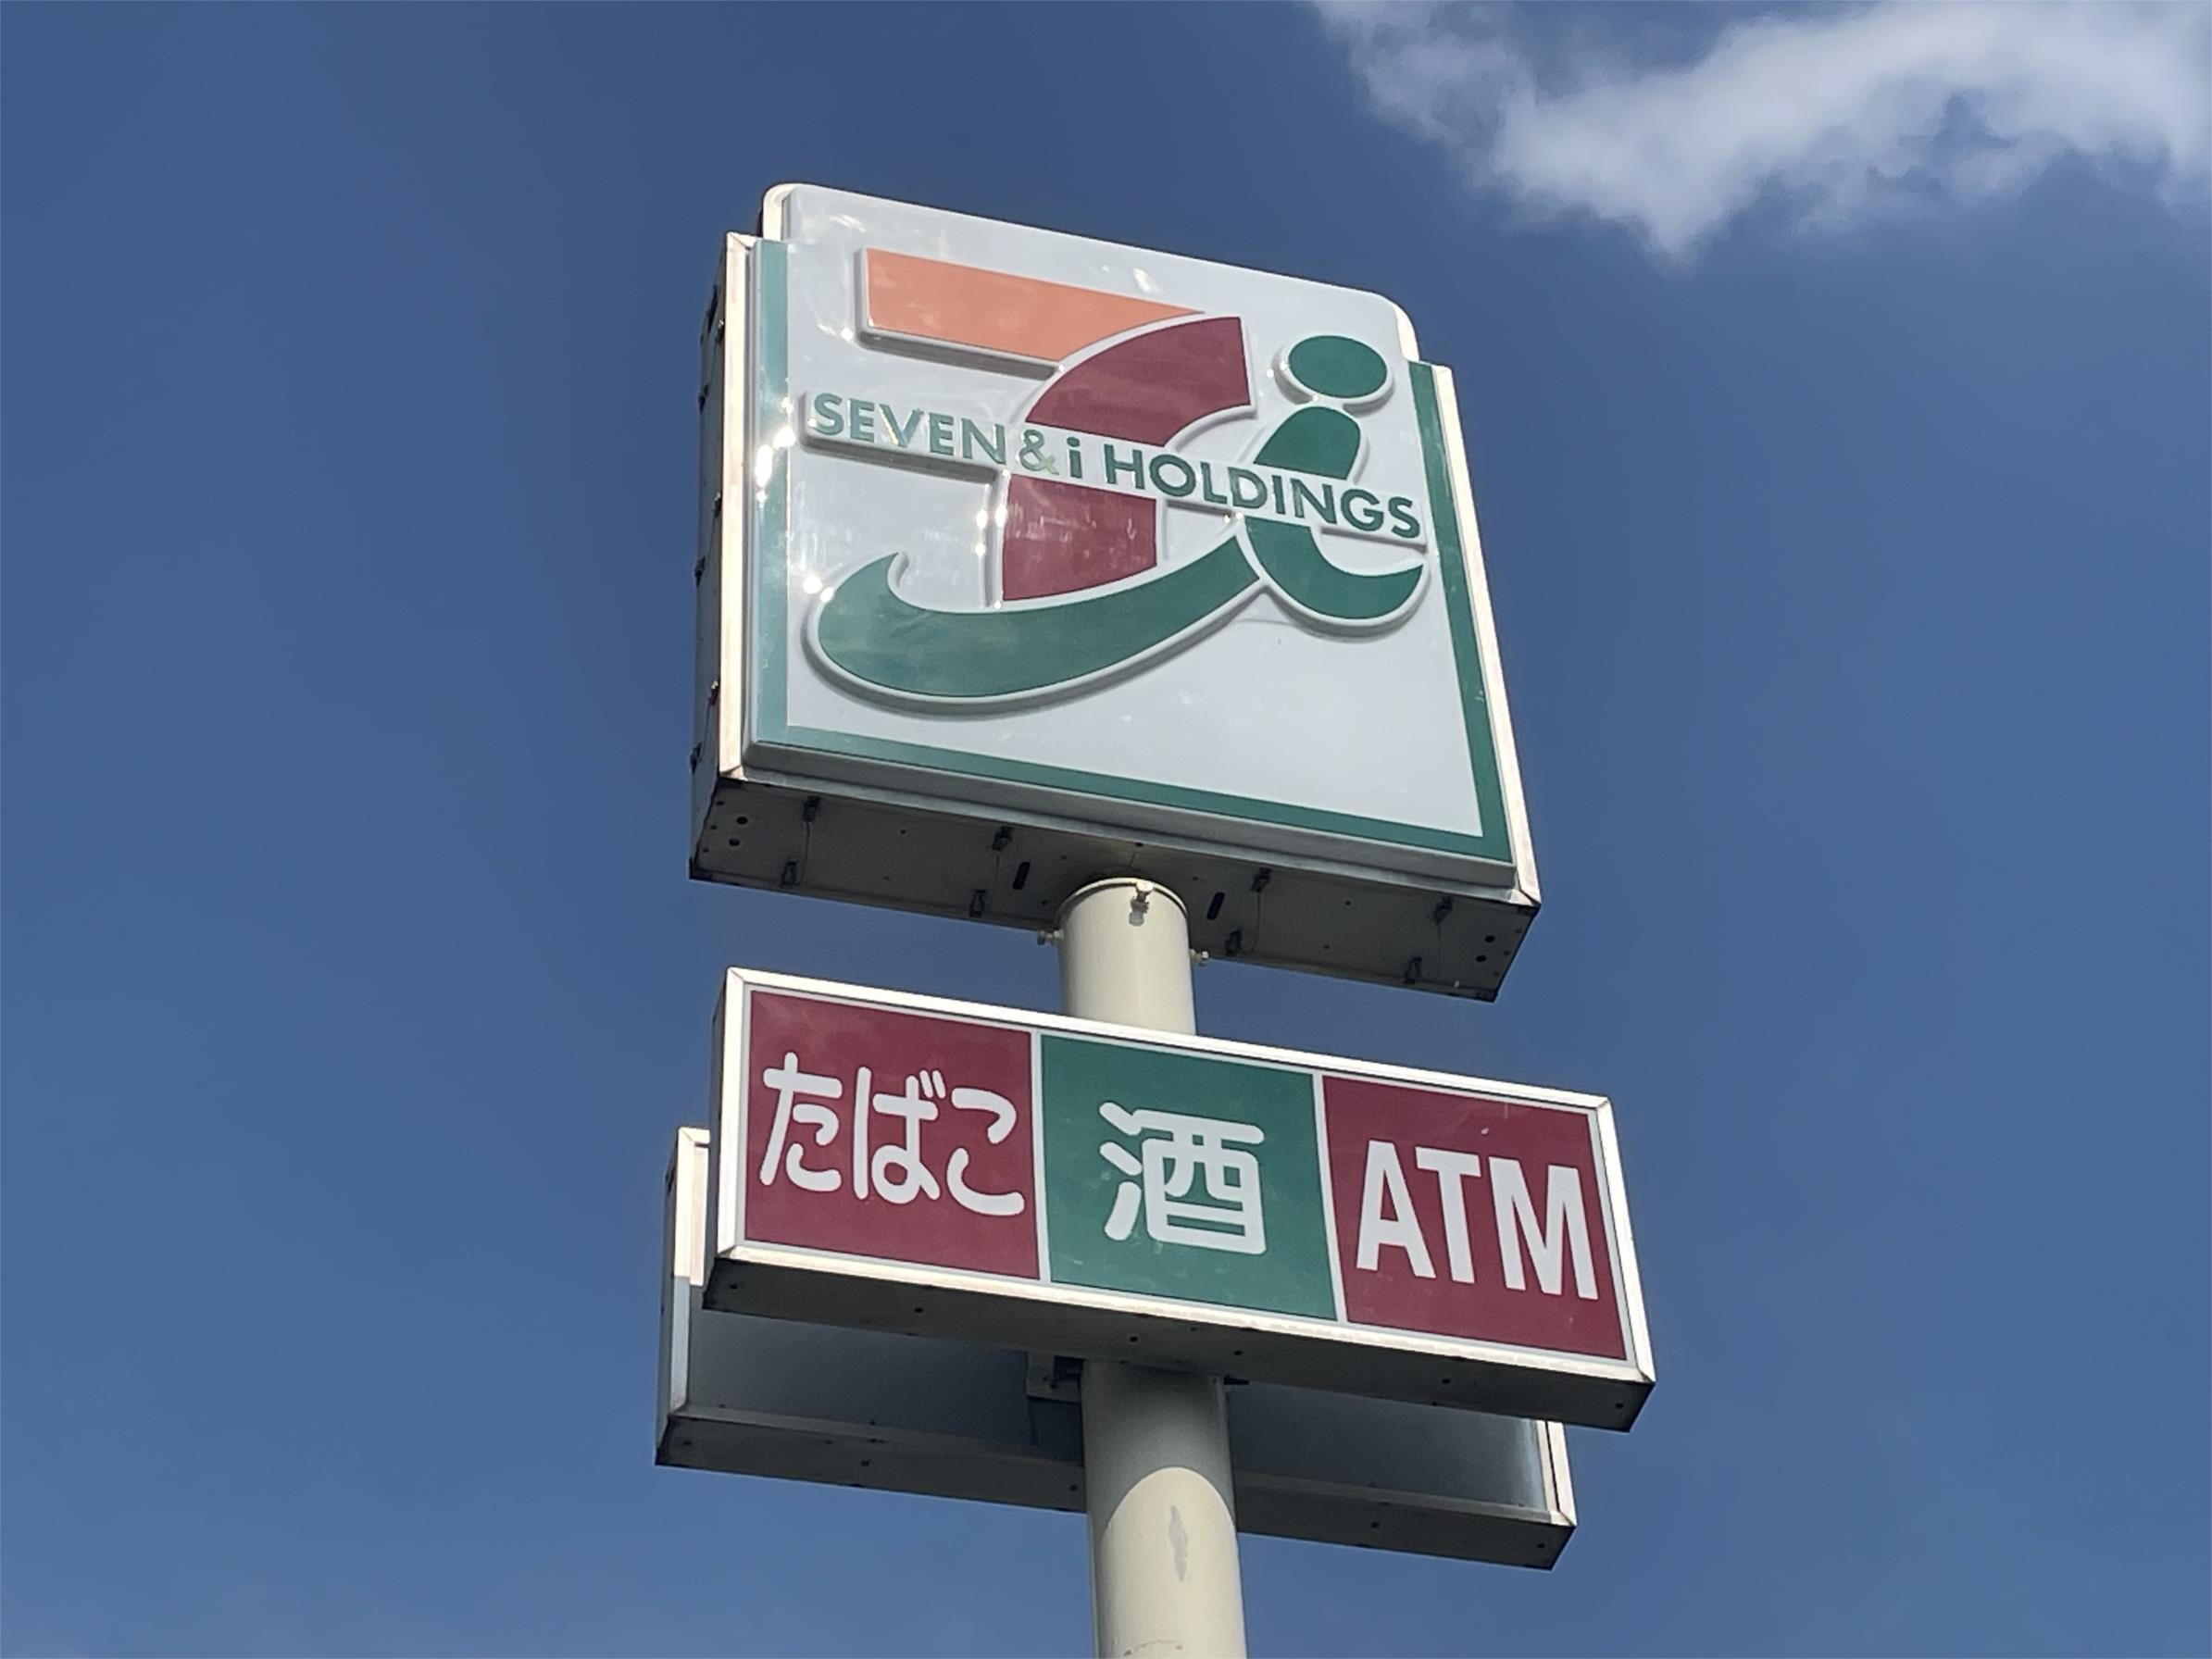 SEVEN & i HOLDINGS
たばこ 酒 ATM